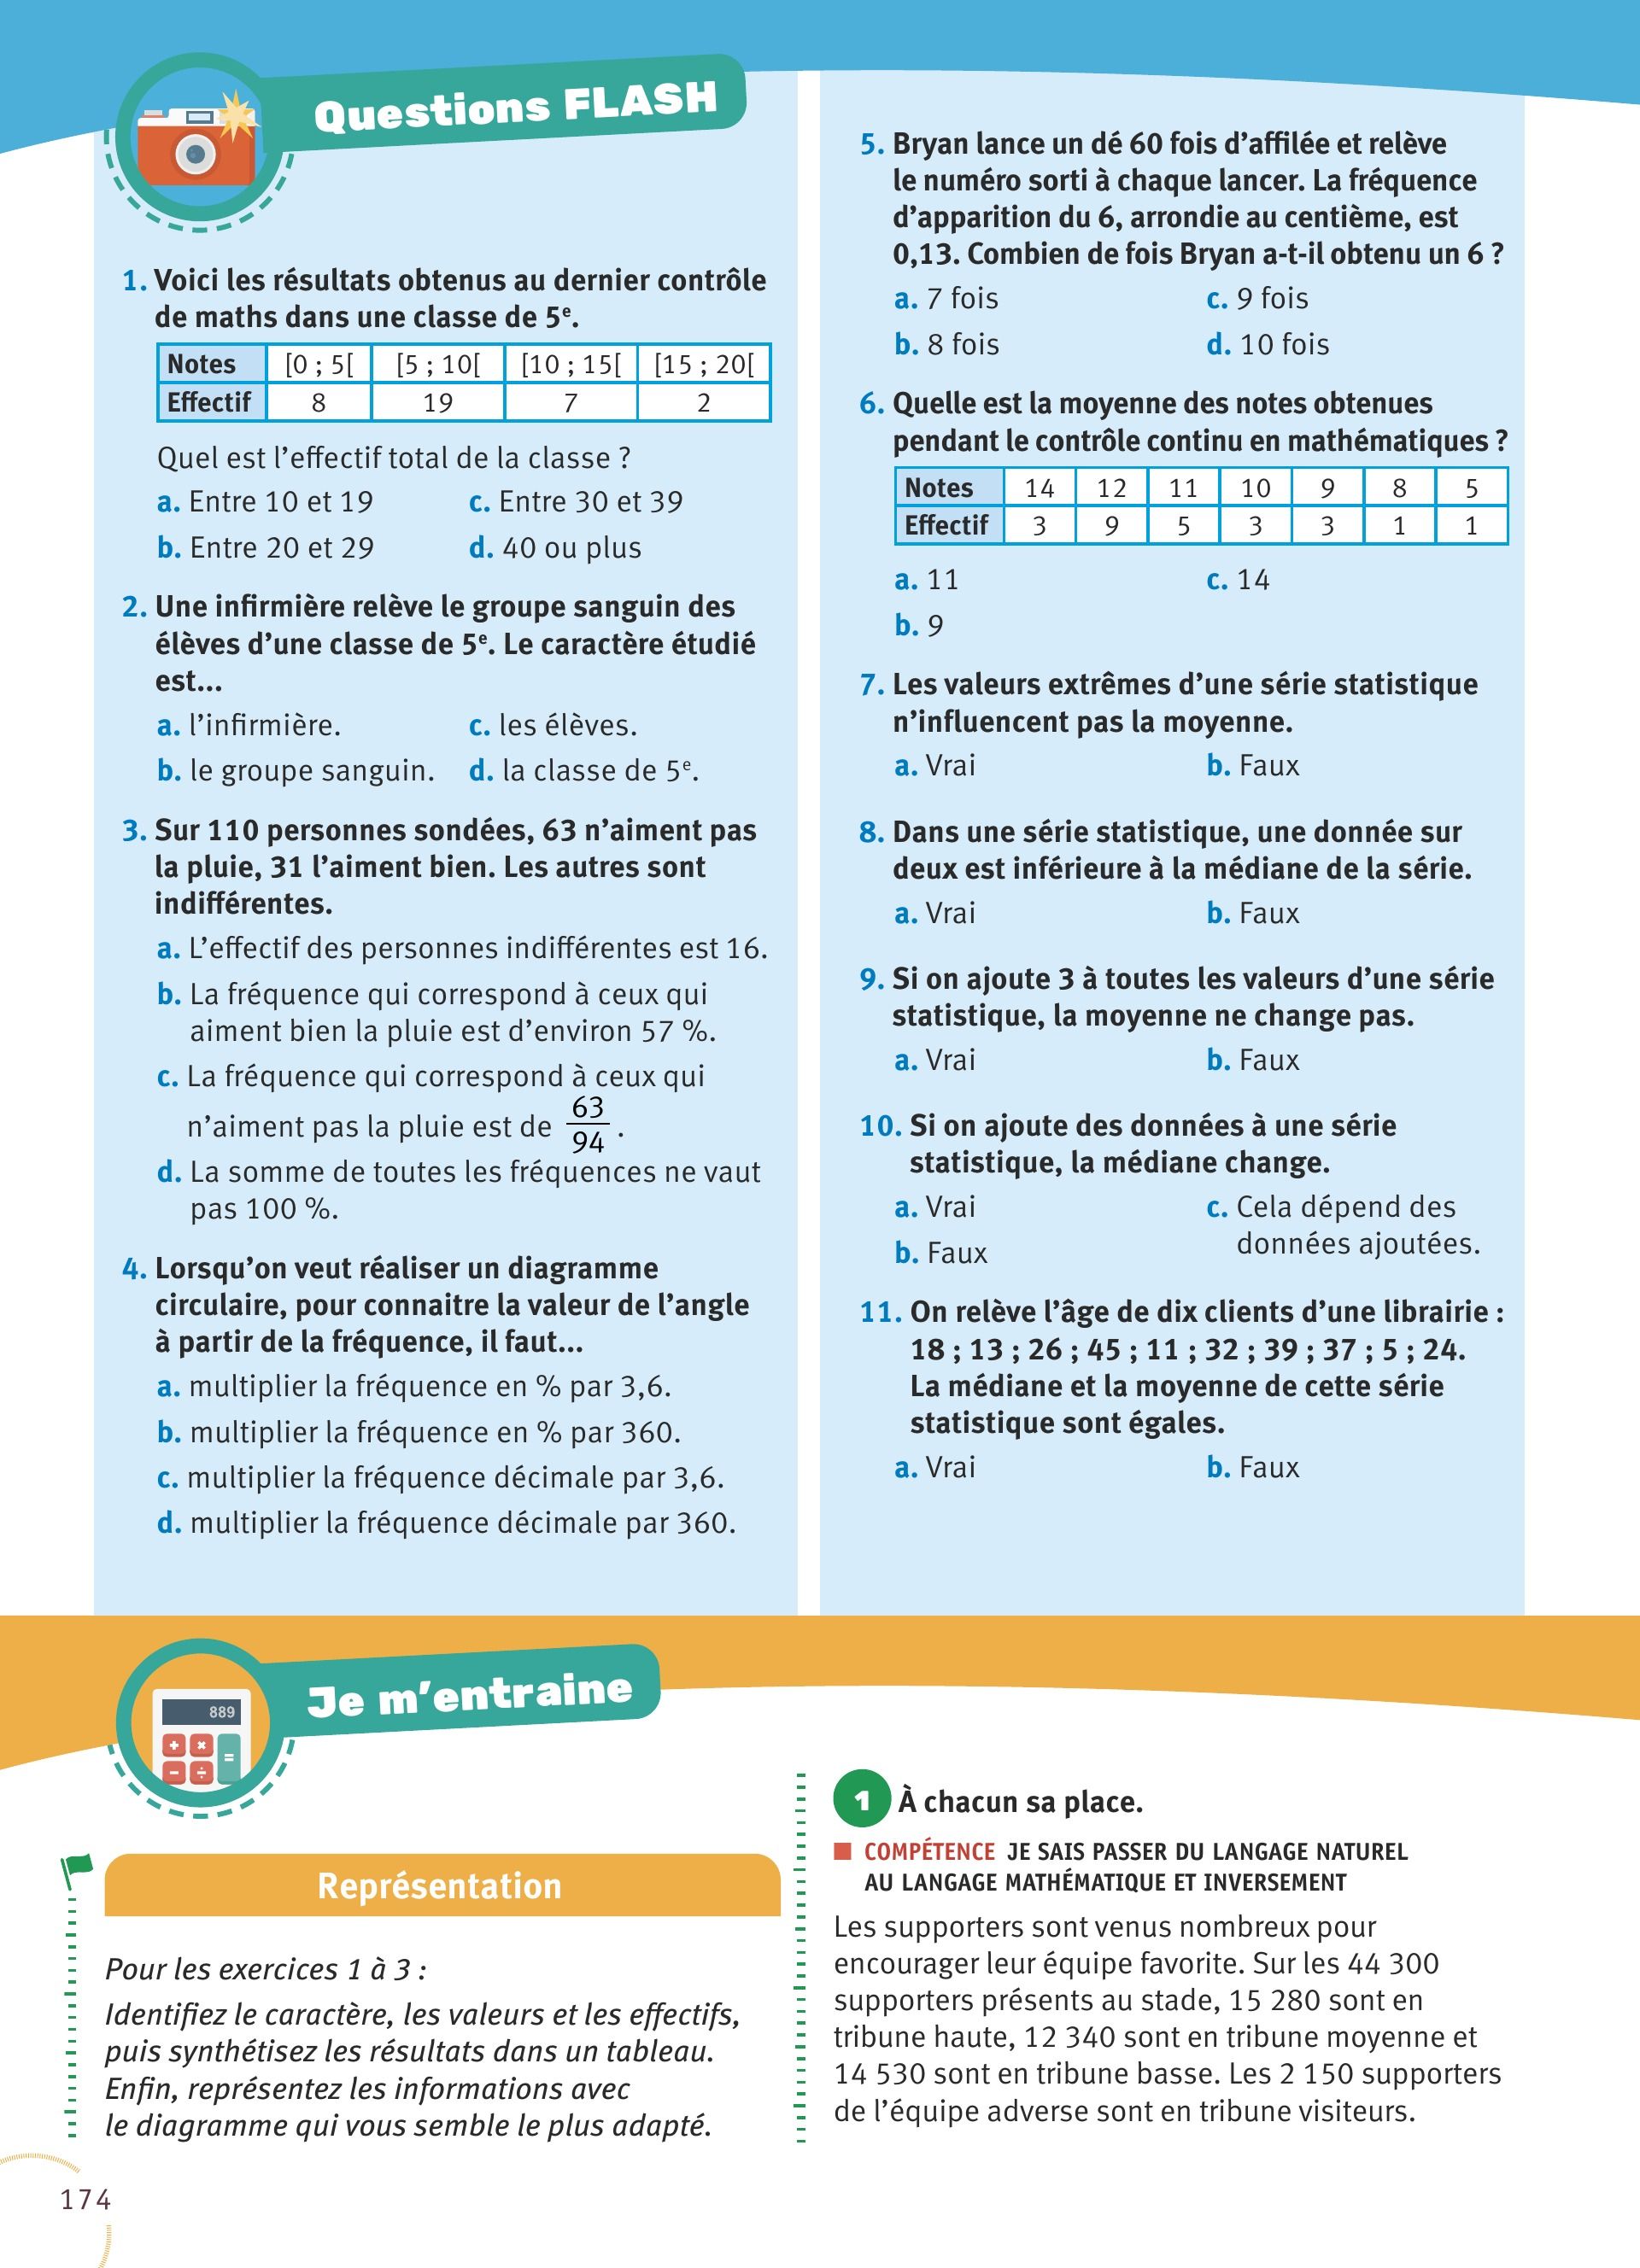 Questions FLASH
1. Voici les résultats obtenus au dernier contrôle
de maths dans une classe de 5e.
Notes [0 ; 5[ [5 ; 10[ [10 ; 15[ [15 ; 20[
Effectif 8 19 7 2
Quel est l’effectif total de la classe ?
a. Entre 10 et 19 c. Entre 30 et 39
b. Entre 20 et 29 d. 40 ou plus
2. Une infirmière relève le groupe sanguin des
élèves d’une classe de 5e. Le caractère étudié
est...
a. l’infirmière. c. les élèves.
b. le groupe sanguin. d. la classe de 5e.
3. Sur 110 personnes sondées, 63 n’aiment pas
la pluie, 31 l’aiment bien. Les autres sont
indifférentes.
a. L’effectif des personnes indifférentes est 16.
b. La fréquence qui correspond à ceux qui
aiment bien la pluie est d’environ 57 %.
c. La fréquence qui correspond à ceux qui
n’aiment pas la pluie est de 63/94 .
d. La somme de toutes les fréquences ne vaut
pas 100 %.
4. Lorsqu’on veut réaliser un diagramme
circulaire, pour connaitre la valeur de l’angle
à partir de la fréquence, il faut...
a. multiplier la fréquence en % par 3,6.
b. multiplier la fréquence en % par 360.
c. multiplier la fréquence décimale par 3,6.
d. multiplier la fréquence décimale par 360.
5. Bryan lance un dé 60 fois d’affilée et relève
le numéro sorti à chaque lancer. La fréquence
d’apparition du 6, arrondie au centième, est
0,13. Combien de fois Bryan a-t-il obtenu un 6 ?
a. 7 fois c. 9 fois
b. 8 fois d. 10 fois
6. Quelle est la moyenne des notes obtenues
pendant le contrôle continu en mathématiques ?
Notes 14 12 11 10 9 8 5
Effectif 3 9 5 3 3 1 1
a. 11 c. 14
b. 9
7. Les valeurs extrêmes d’une série statistique
n’influencent pas la moyenne.
a. Vrai b. Faux
8. Dans une série statistique, une donnée sur
deux est inférieure à la médiane de la série.
a. Vrai b. Faux
9. Si on ajoute 3 à toutes les valeurs d’une série
statistique, la moyenne ne change pas.
a. Vrai b. Faux
10. Si on ajoute des données à une série
statistique, la médiane change.
a. Vrai c. Cela dépend des
b. Faux données ajoutées.
11. On relève l’âge de dix clients d’une librairie :
18 ; 13 ; 26 ; 45 ; 11 ; 32 ; 39 ; 37 ; 5 ; 24.
La médiane et la moyenne de cette série
statistique sont égales.
a. Vrai b. Faux
889
+ ×
=
− ÷
Je m’entraine
Représentation
Pour les exercices 1 à 3 :
Identifiez le caractère, les valeurs et les effectifs,
puis synthétisez les résultats dans un tableau.
Enfin, représentez les informations avec
le diagramme qui vous semble le plus adapté.
1 À chacun sa place.
COMPÉTENCE JE SAIS PASSER DU LANGAGE NATUREL
AU LANGAGE MATHÉMATIQUE ET INVERSEMENT
Les supporters sont venus nombreux pour
encourager leur équipe favorite. Sur les 44 300
supporters présents au stade, 15 280 sont en
tribune haute, 12 340 sont en tribune moyenne et
14 530 sont en tribune basse. Les 2 150 supporters
de l’équipe adverse sont en tribune visiteurs.
174